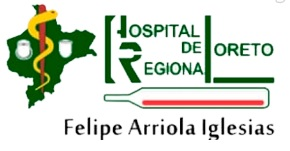 HOSPITAL
DE LORETO
REGIONAL
Felipe Arriola Iglesias